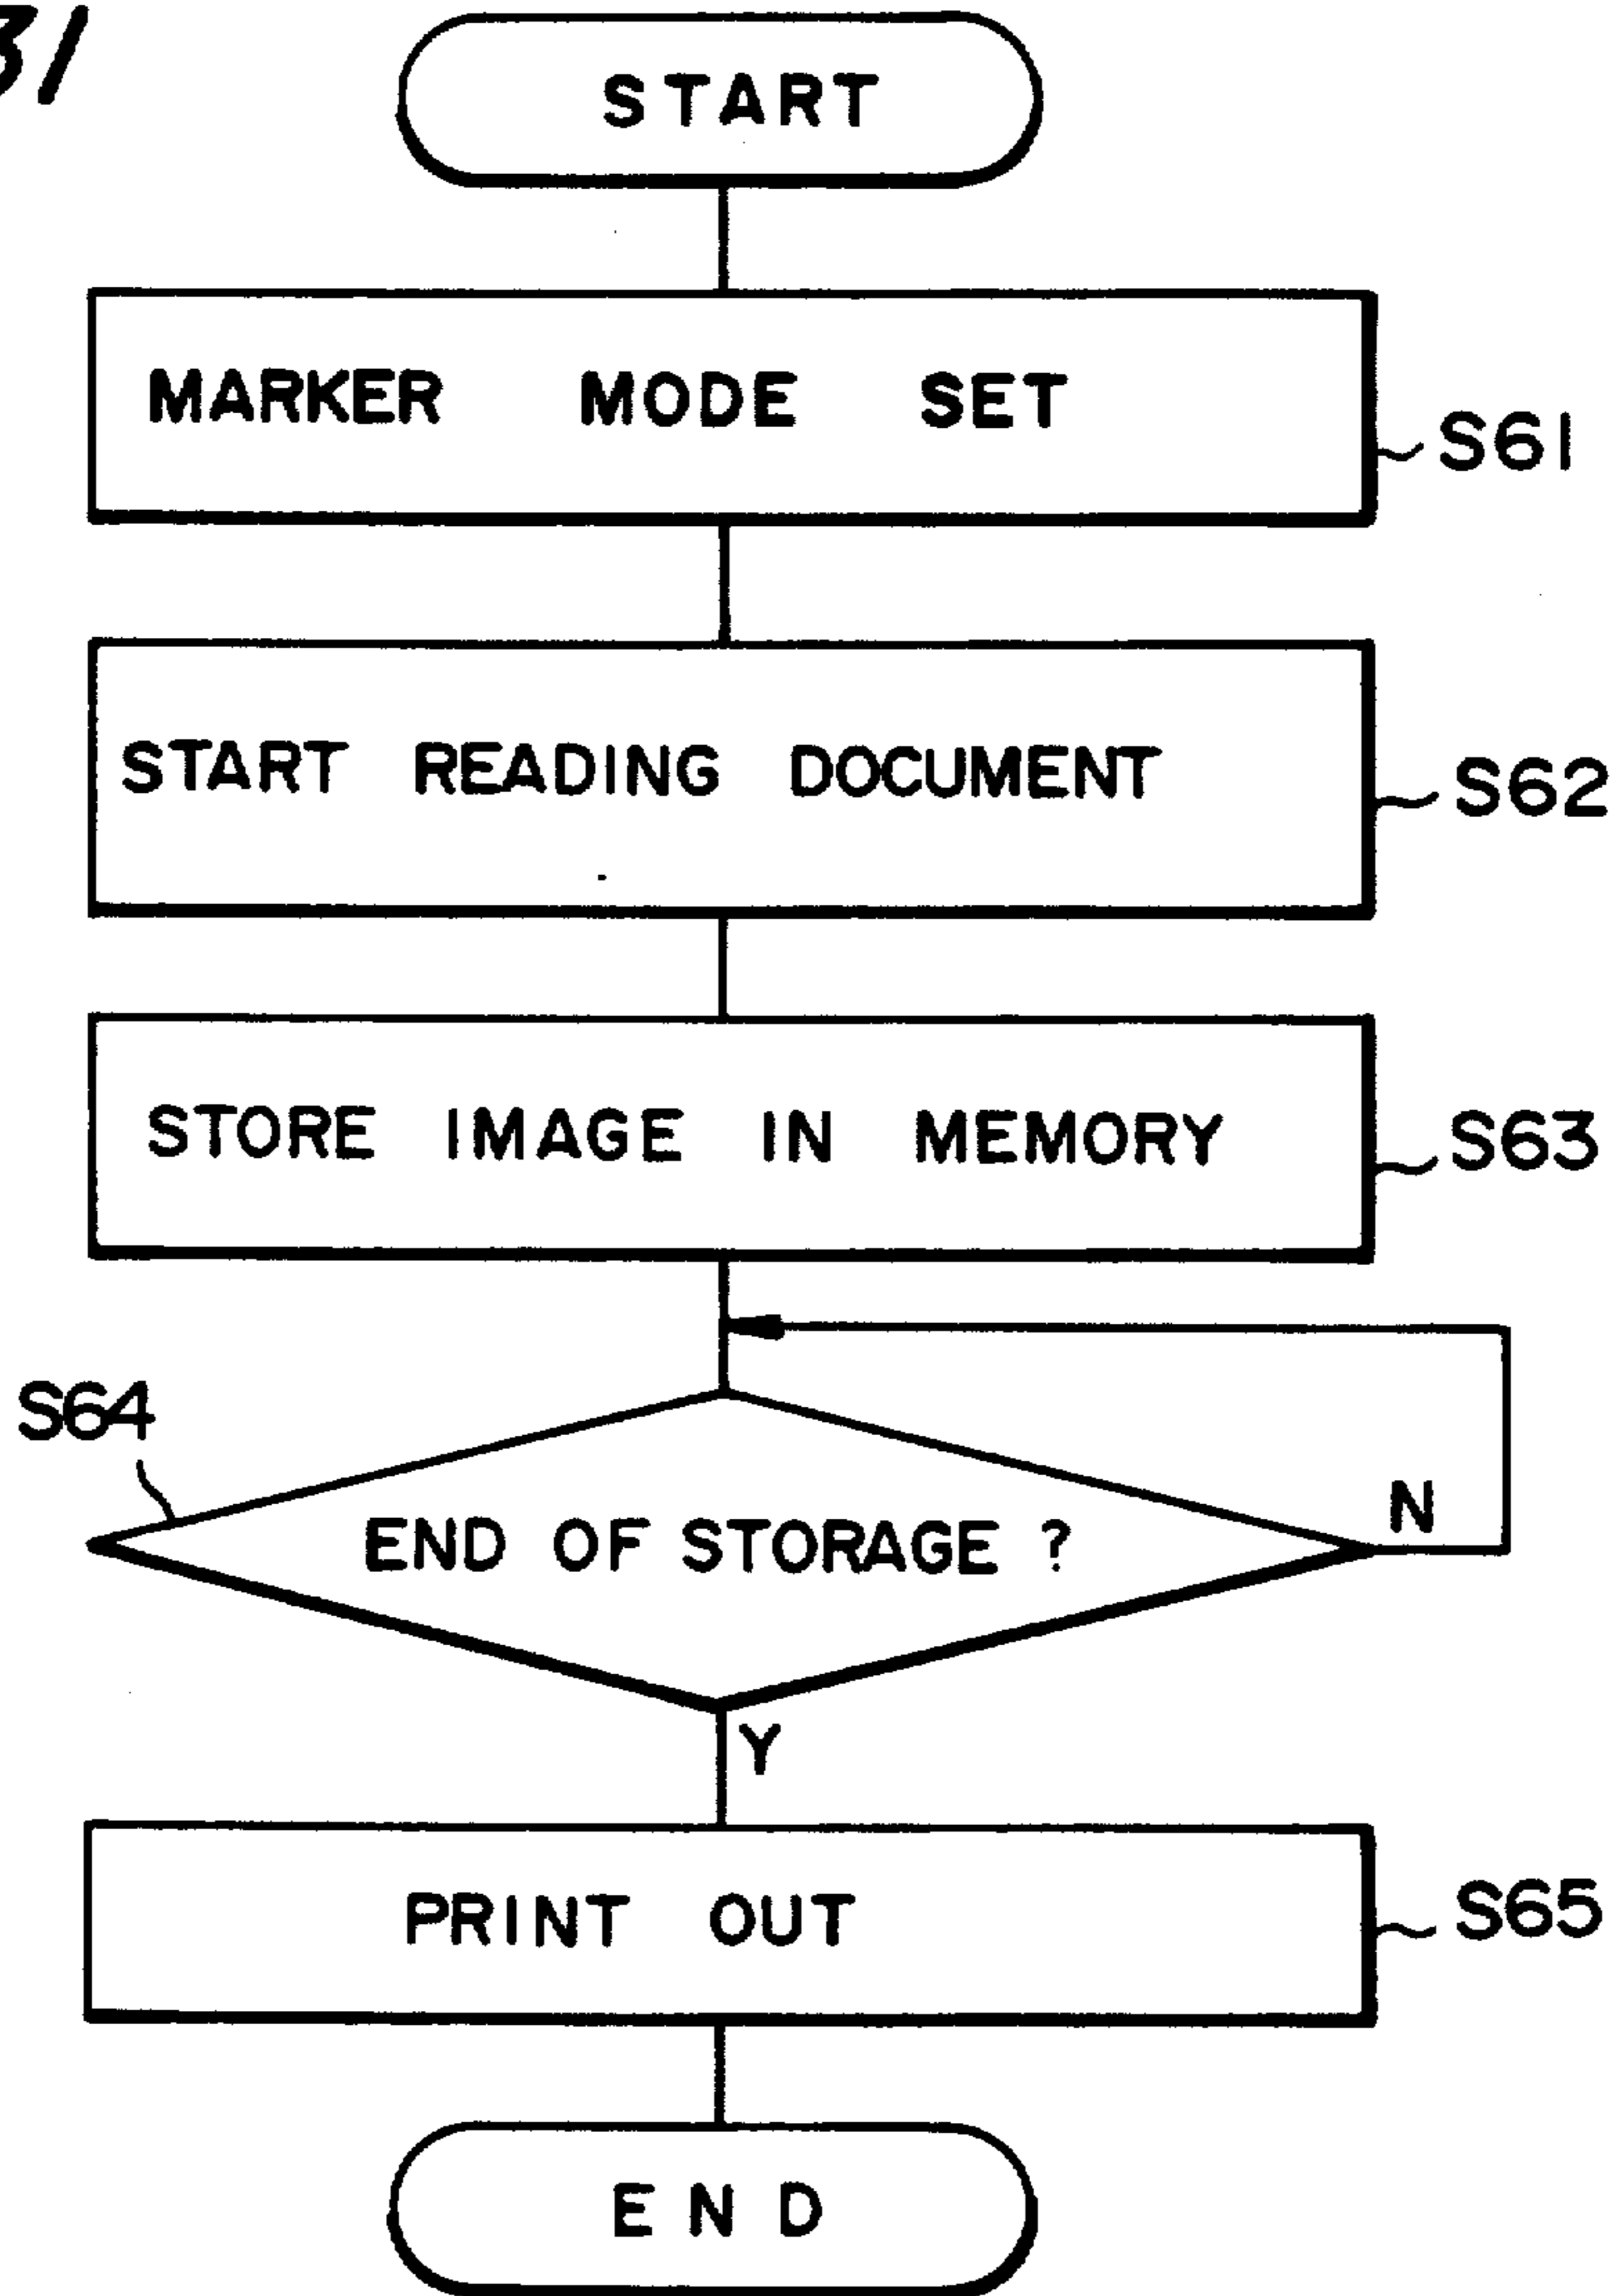 31
START
MARKER MODE SET
S61
START READING DOCUMENT
S62
STORE IMAGE IN MEMORY
S63
S64
END OF STORAGE ?
N
Y
PRINT OUT
S65
END